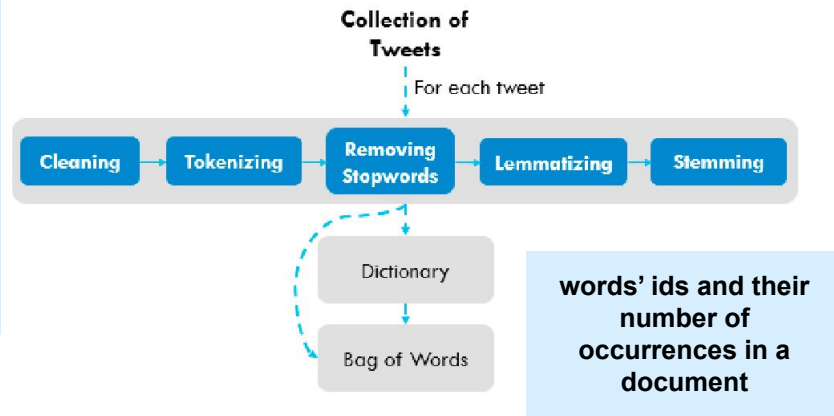 Collection of
Tweets
For each tweet
Cleaning
Tokenizing
Removing
Stopwords
Lemmatizing
Stemming
Dictionary
Bag of Words
words’ ids and their
number of
occurrences in a
document